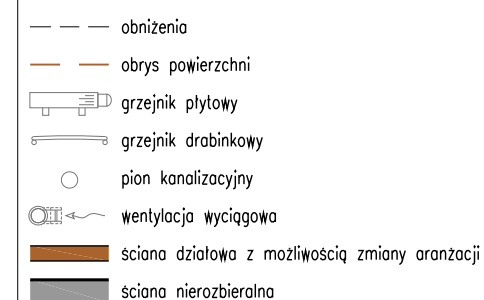 obniżenia
obrys powierzchni
grzejnik płytowy
grzejnik drabinkowy
pion kanalizacyjny
wentylacja wyciągowa
ściana działowa z możliwością zmiany aranżacji
ściana nierozbieralna